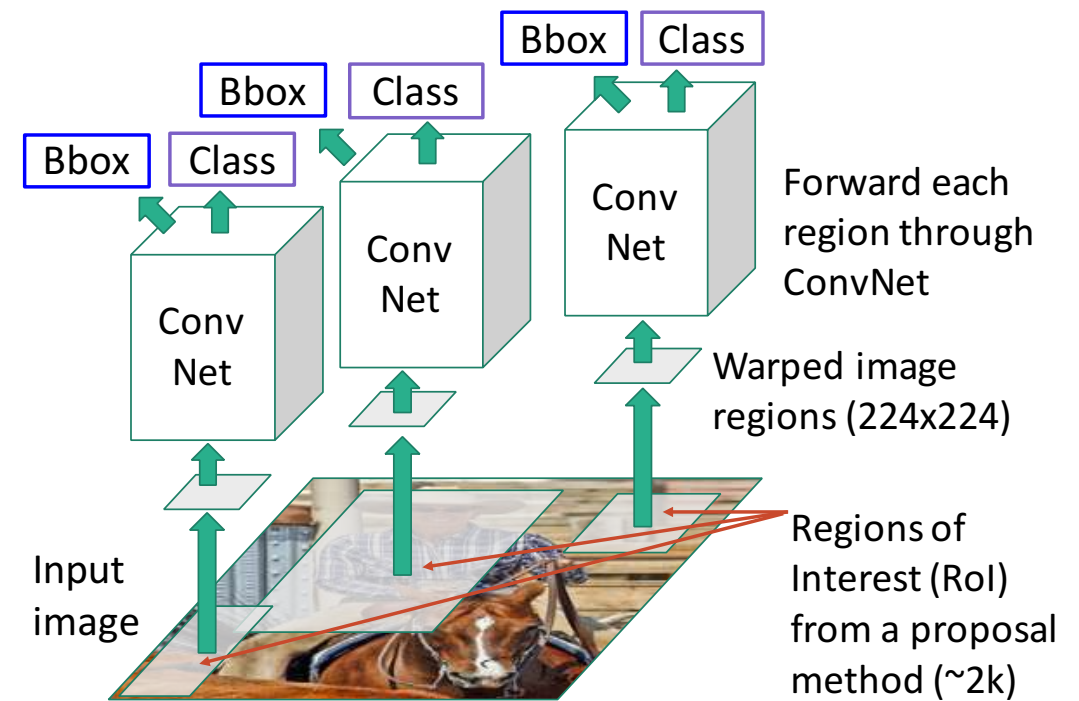 Bbox
Class
Bbox
Class
Bbox
Class
Conv
Net
Conv
Net
Conv
Net
Forward each
region through
ConvNet
Warped image
regions (224x224)
Input
image
Regions of
Interest (RoI)
from a proposal
method (~2k)